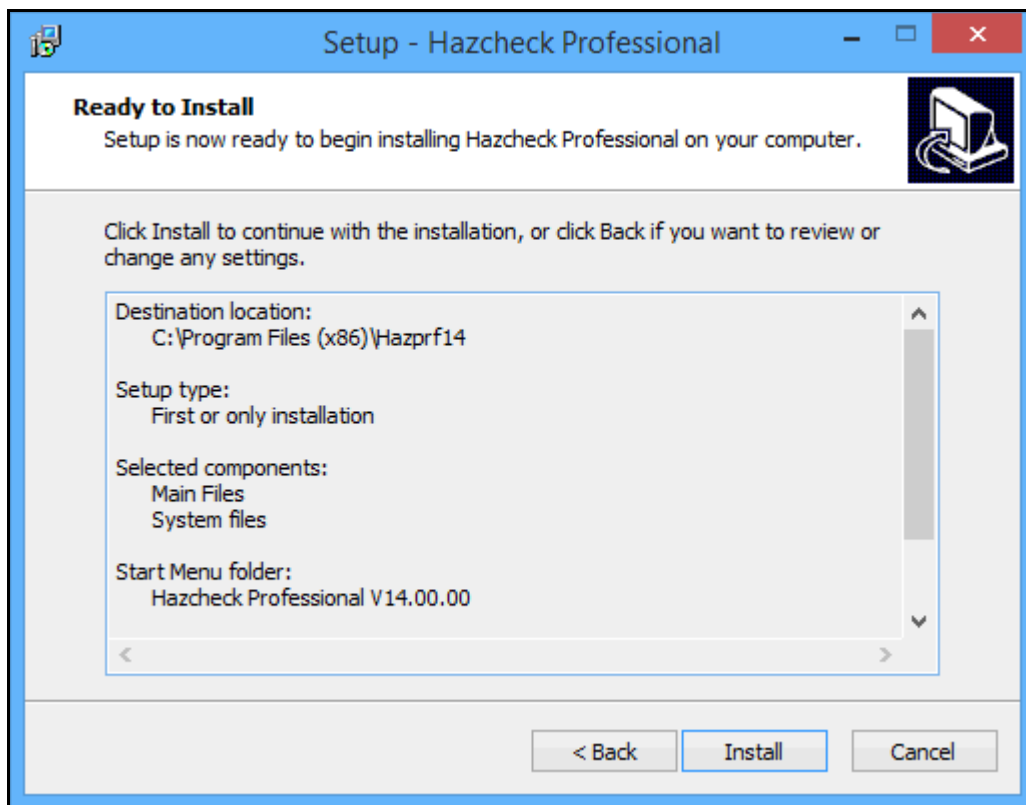 Setup - Hazcheck Professional
Ready to Install
Setup is now ready to begin installing Hazcheck Professional on your computer.
Click Install to continue with the installation, or click Back if you want to review or
change any settings.
Destination location:
C:\Program Files (x86)\Hazprf14
Setup type:
First or only installation
Selected components:
Main Files
System files
Start Menu folder:
Hazcheck Professional V14.00.00
< Back Install Cancel